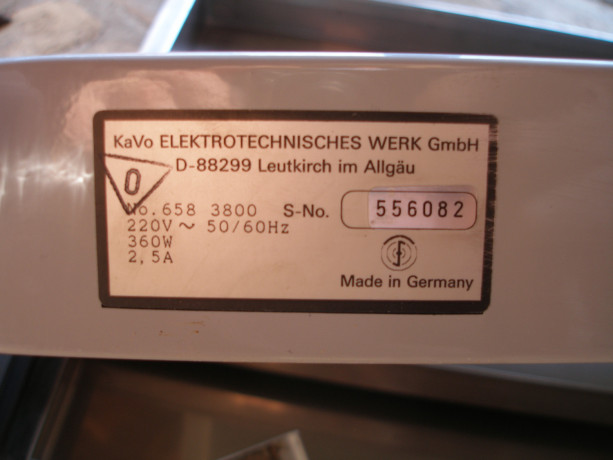 KaVo ELEKTROTECHNISCHES WERK GmbH
D-88299 Leutkirch im Allgäu
0
No.658 3800 S-No. 556082
220V ~ 50/60Hz
360W
2,5A
Made in Germany